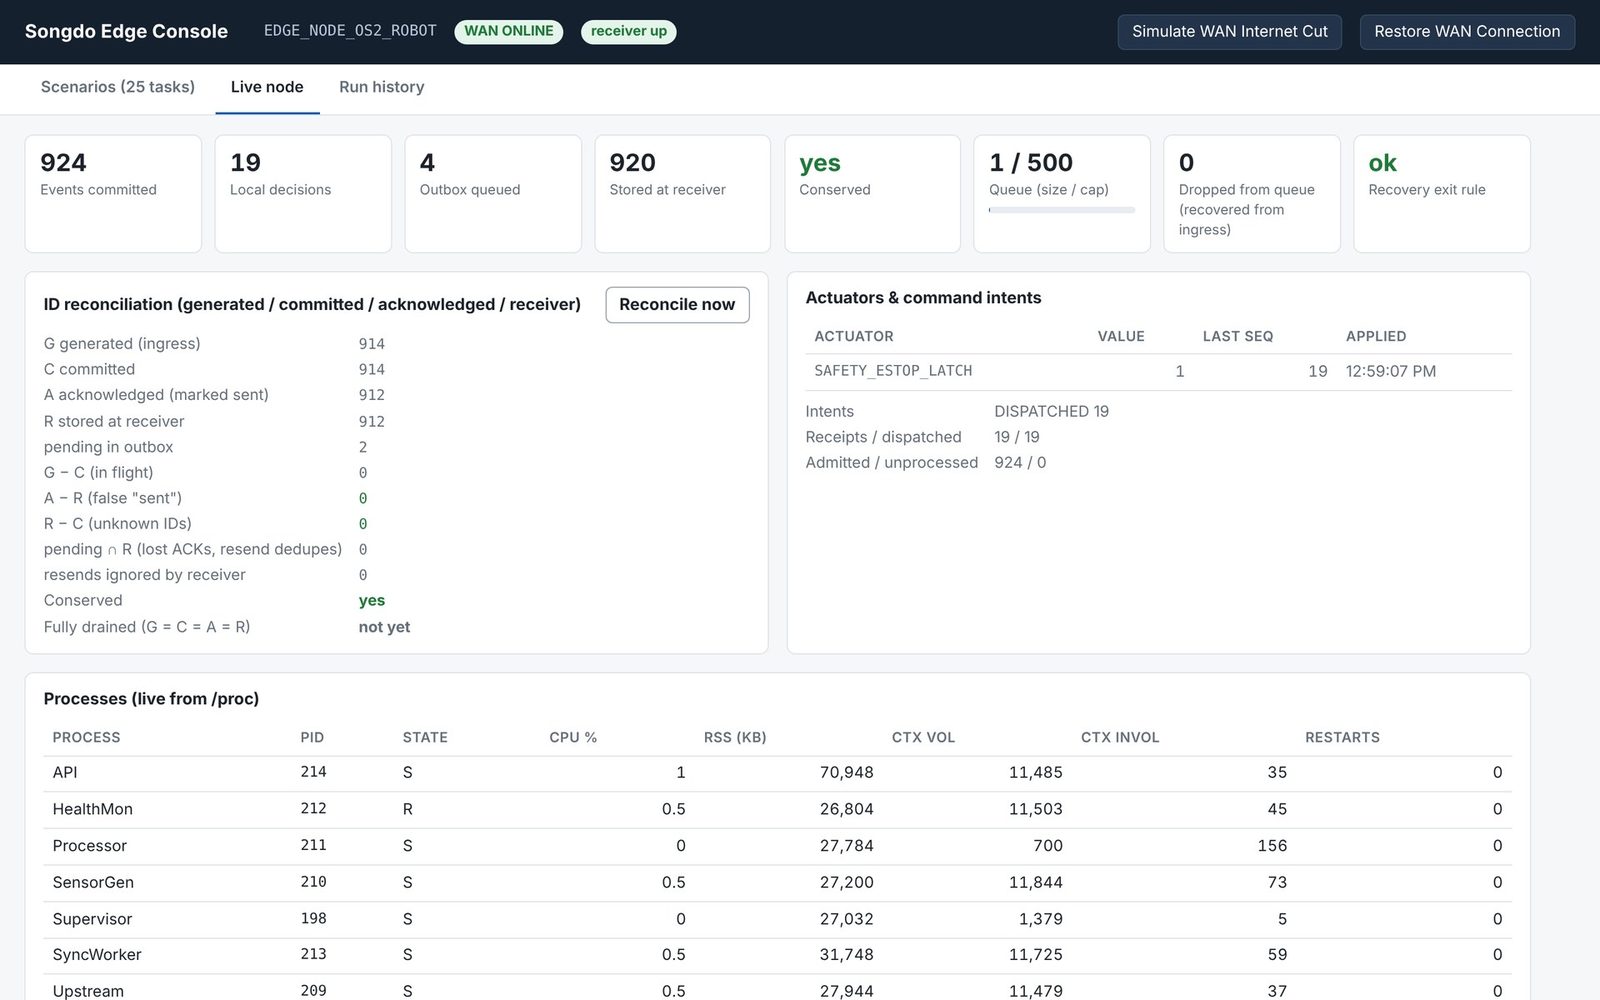 Songdo Edge Console EDGE_NODE_OS2_ROBOT WAN ONLINE receiver up Simulate WAN Internet Cut Restore WAN Connection
Scenarios (25 tasks) Live node Run history
924
Events committed
19
Local decisions
4
Outbox queued
920
Stored at receiver
yes
Conserved
1 / 500
Queue (size / cap)
0
Dropped from queue
(recovered from
ingress)
ok
Recovery exit rule
ID reconciliation (generated / committed / acknowledged / receiver) Reconcile now
G generated (ingress) 914
C committed 914
A acknowledged (marked sent) 912
R stored at receiver 912
pending in outbox 2
G − C (in flight) 0
A − R (false "sent") 0
R − C (unknown IDs) 0
pending ∩ R (lost ACKs, resend dedupes) 0
resends ignored by receiver 0
Conserved yes
Fully drained (G = C = A = R) not yet
Actuators & command intents
ACTUATOR VALUE LAST SEQ APPLIED
SAFETY_ESTOP_LATCH 1 19 12:59:07 PM
Intents DISPATCHED 19
Receipts / dispatched 19 / 19
Admitted / unprocessed 924 / 0
Processes (live from /proc)
PROCESS PID STATE CPU % RSS (KB) CTX VOL CTX INVOL RESTARTS
API 214 S 1 70,948 11,485 35 0
HealthMon 212 R 0.5 26,804 11,503 45 0
Processor 211 S 0 27,784 700 156 0
SensorGen 210 S 0.5 27,200 11,844 73 0
Supervisor 198 S 0 27,032 1,379 5 0
SyncWorker 213 S 0.5 31,748 11,725 59 0
Upstream 209 S 0.5 27,944 11,479 37 0